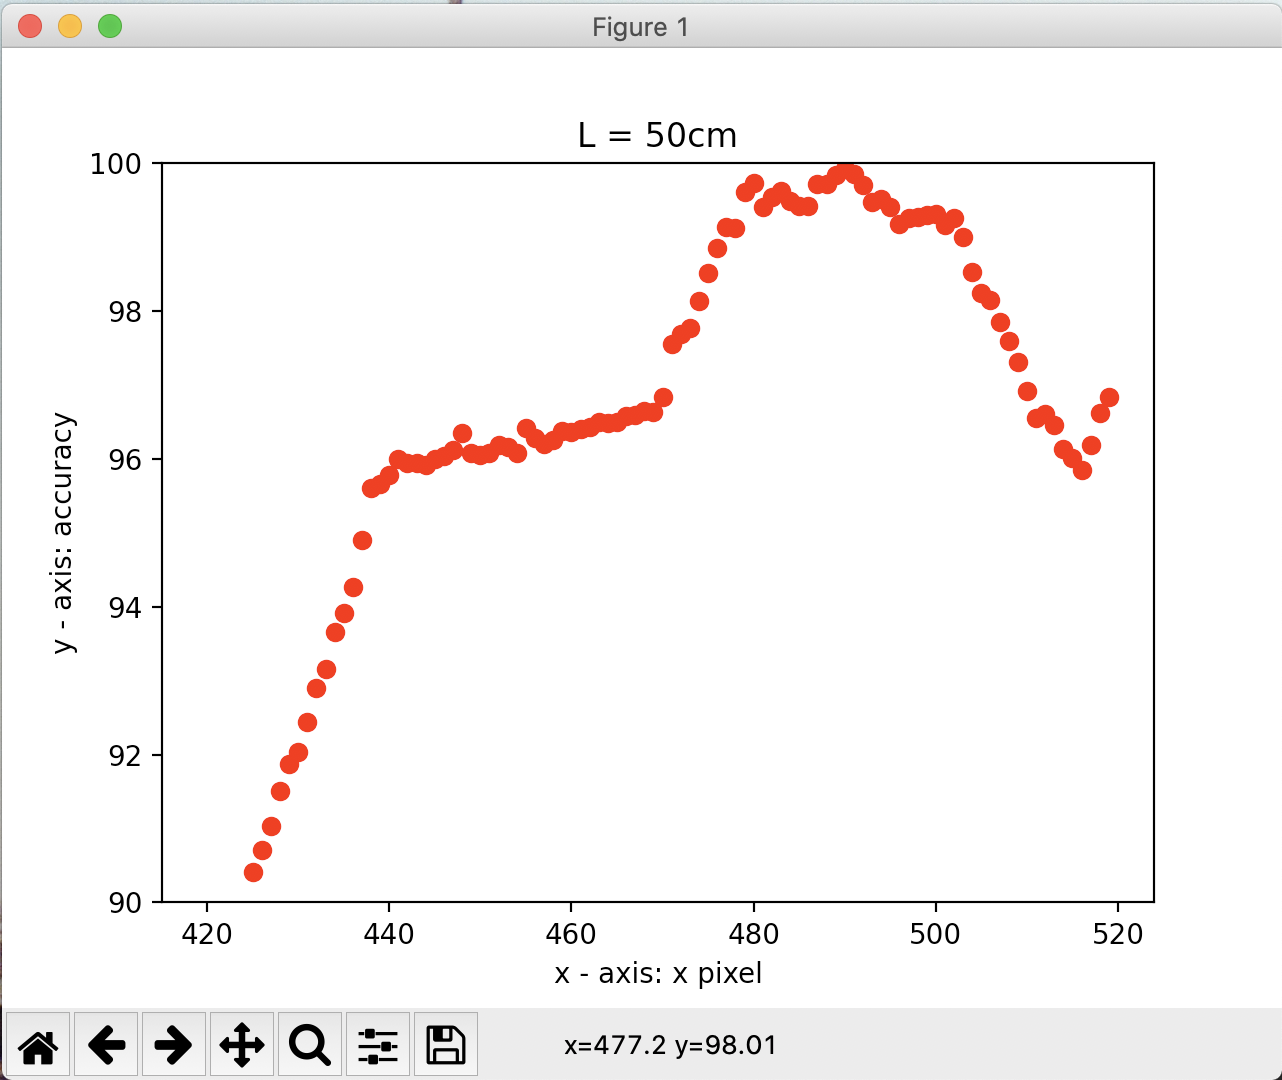 Figure 1
L = 50cm
100
98
96
94
92
90
y - axis: accuracy
420 440 460 480 500 520
x - axis: x pixel
x=477.2 y=98.01